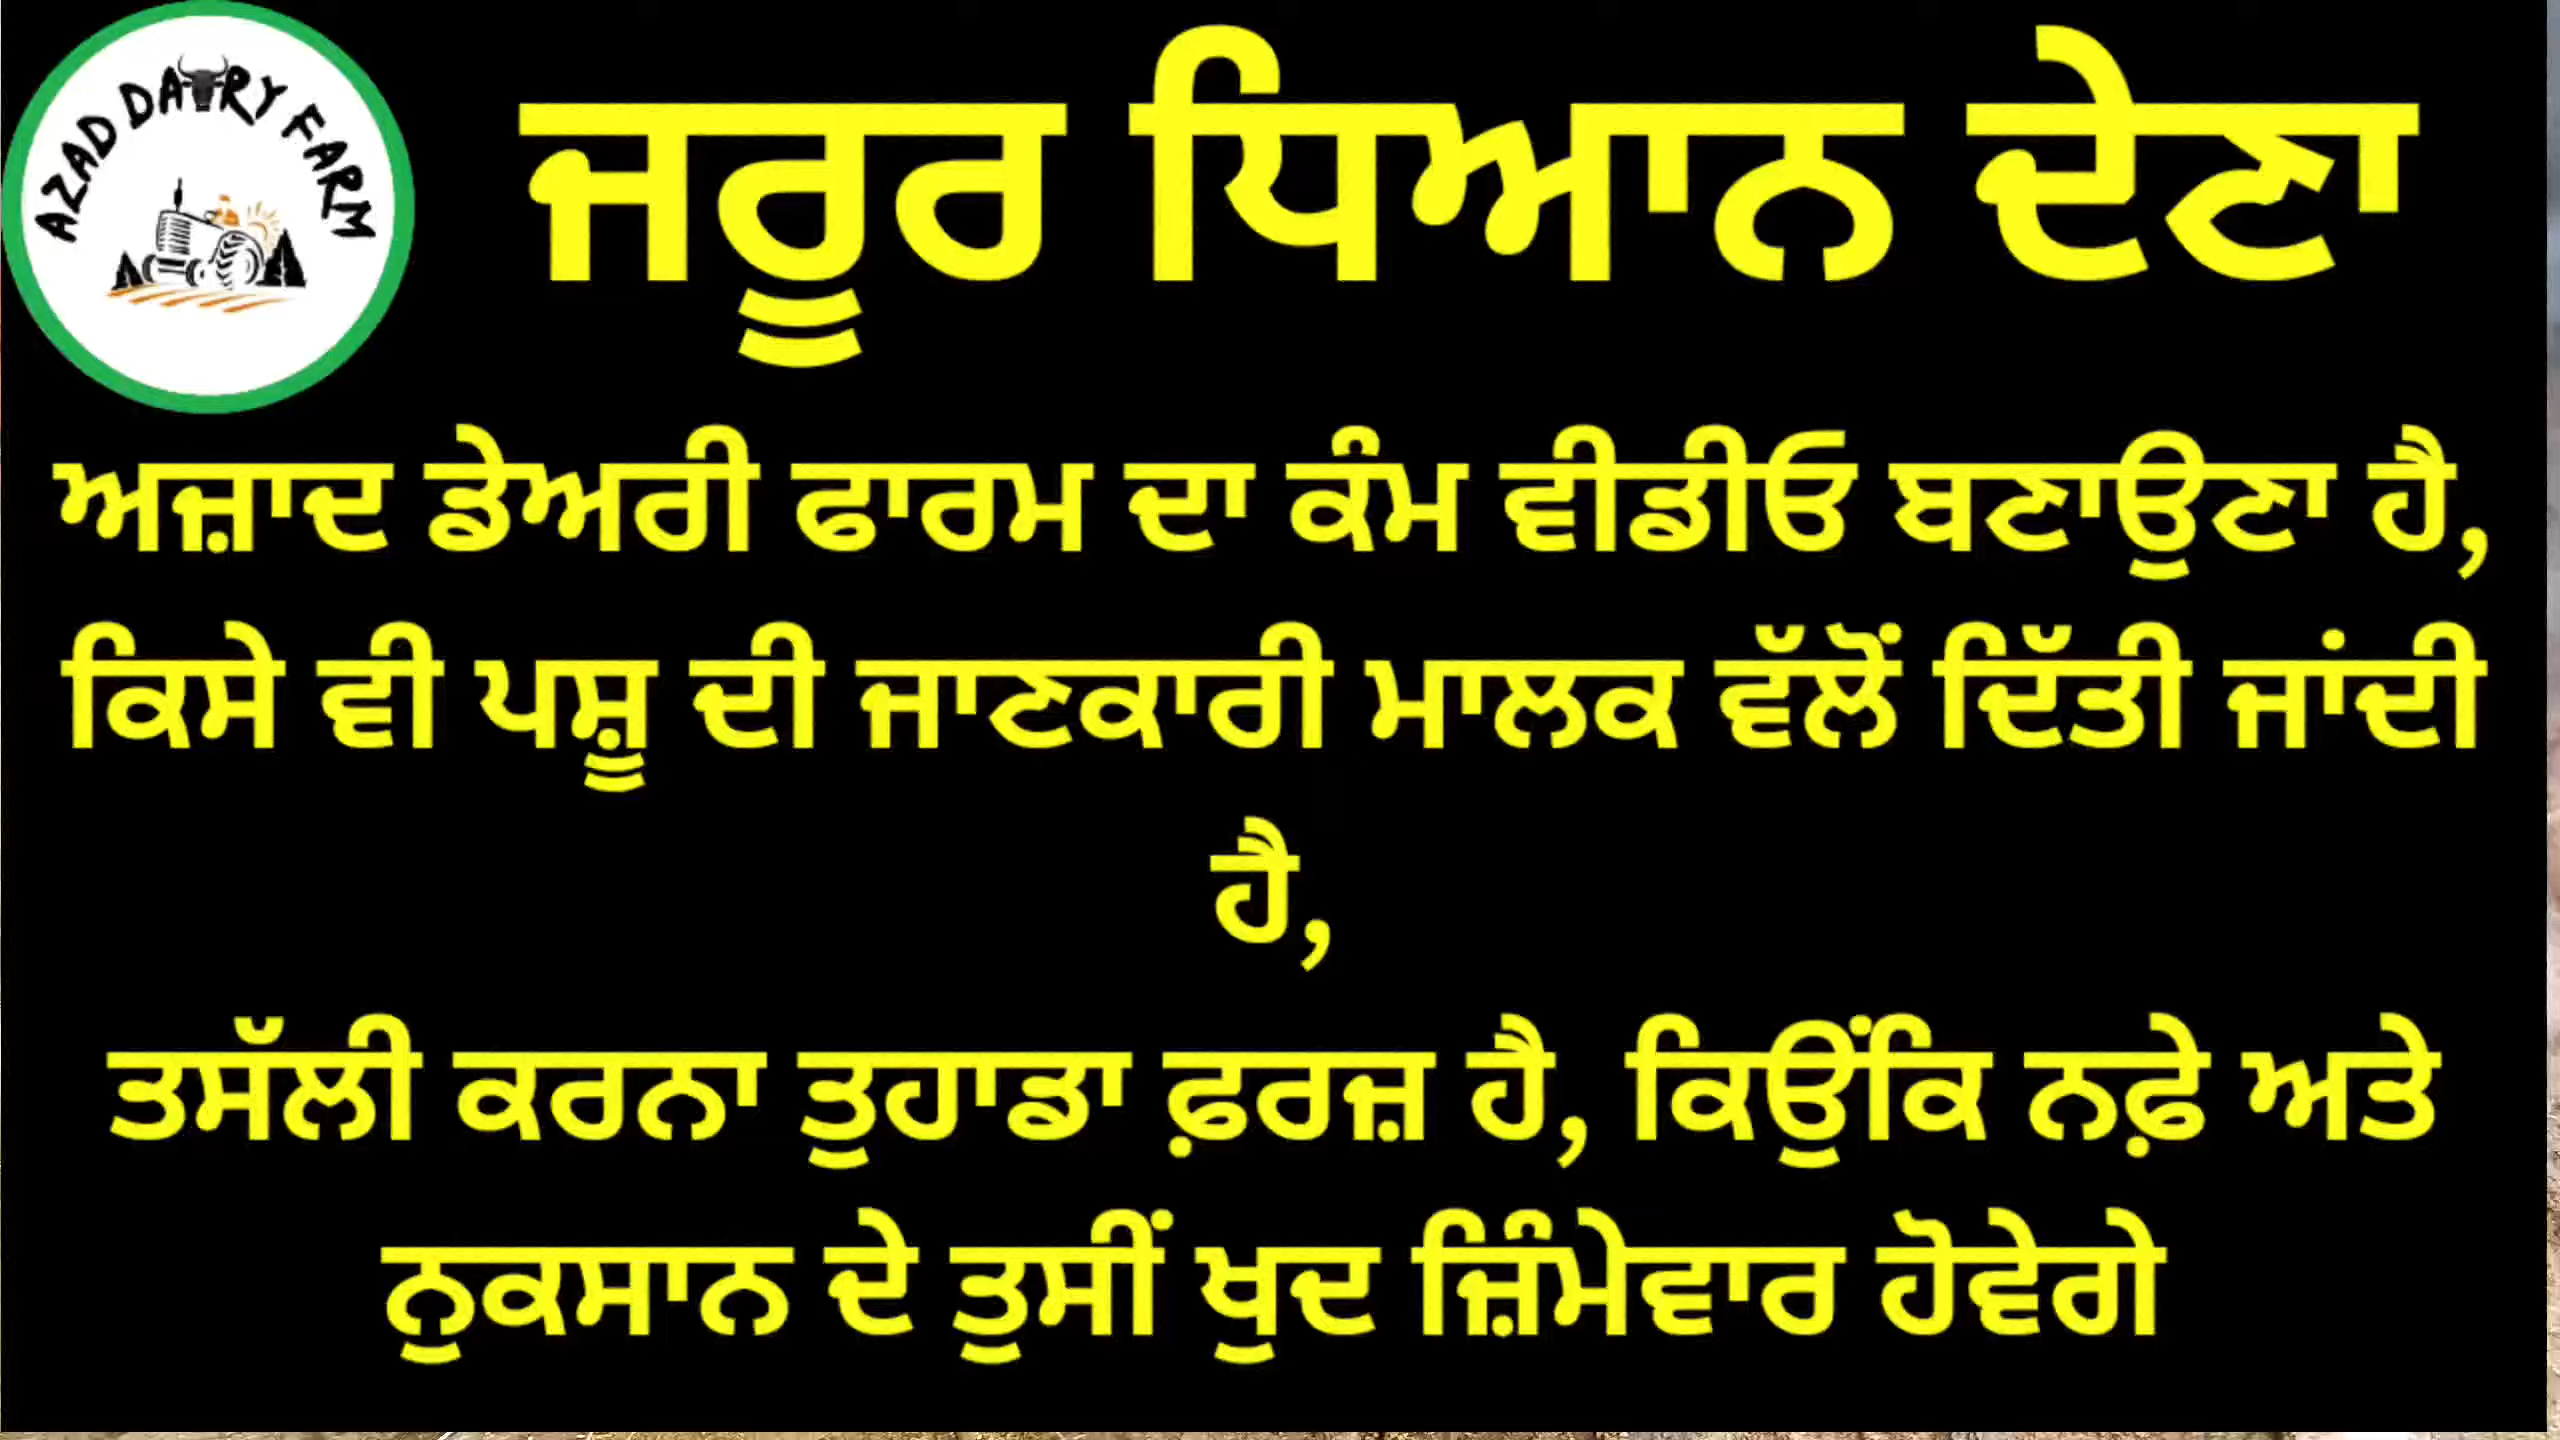 AZAD DAIRY FARM
ਜਰੂਰ ਧਿਆਨ ਦੇਣਾ
ਅਜ਼ਾਦ ਡੇਅਰੀ ਫਾਰਮ ਦਾ ਕੰਮ ਵੀਡੀਓ ਬਣਾਉਣਾ ਹੈ,
ਕਿਸੇ ਵੀ ਪਸ਼ੂ ਦੀ ਜਾਣਕਾਰੀ ਮਾਲਕ ਵੱਲੋਂ ਦਿੱਤੀ ਜਾਂਦੀ
ਹੈ,
ਤਸੱਲੀ ਕਰਨਾ ਤੁਹਾਡਾ ਫ਼ਰਜ਼ ਹੈ, ਕਿਉਂਕਿ ਨਫ਼ੇ ਅਤੇ
ਨੁਕਸਾਨ ਦੇ ਤੁਸੀਂ ਖੁਦ ਜ਼ਿੰਮੇਵਾਰ ਹੋਵੇਗੇ